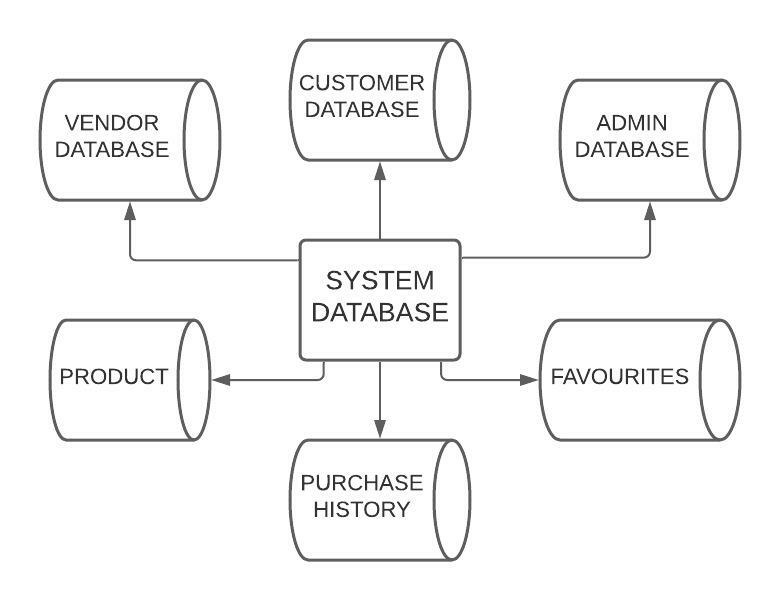 CUSTOMER
DATABASE
VENDOR
DATABASE
ADMIN
DATABASE
SYSTEM
DATABASE
PRODUCT
FAVOURITES
PURCHASE
HISTORY